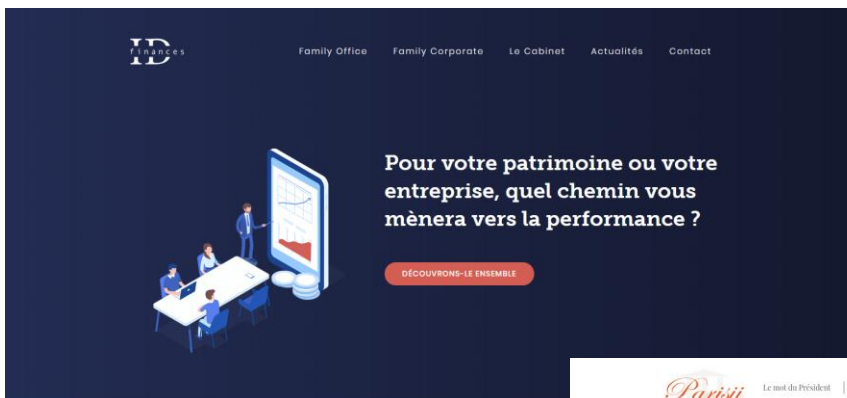 ID
finances
Family Office
Family Corporate
Le Cabinet
Actualités
Contact
Pour votre patrimoine ou votre
entreprise, quel chemin vous
mènera vers la performance ?
DÉCOUVRONS-LE ENSEMBLE
Parisii
Le mot du Président